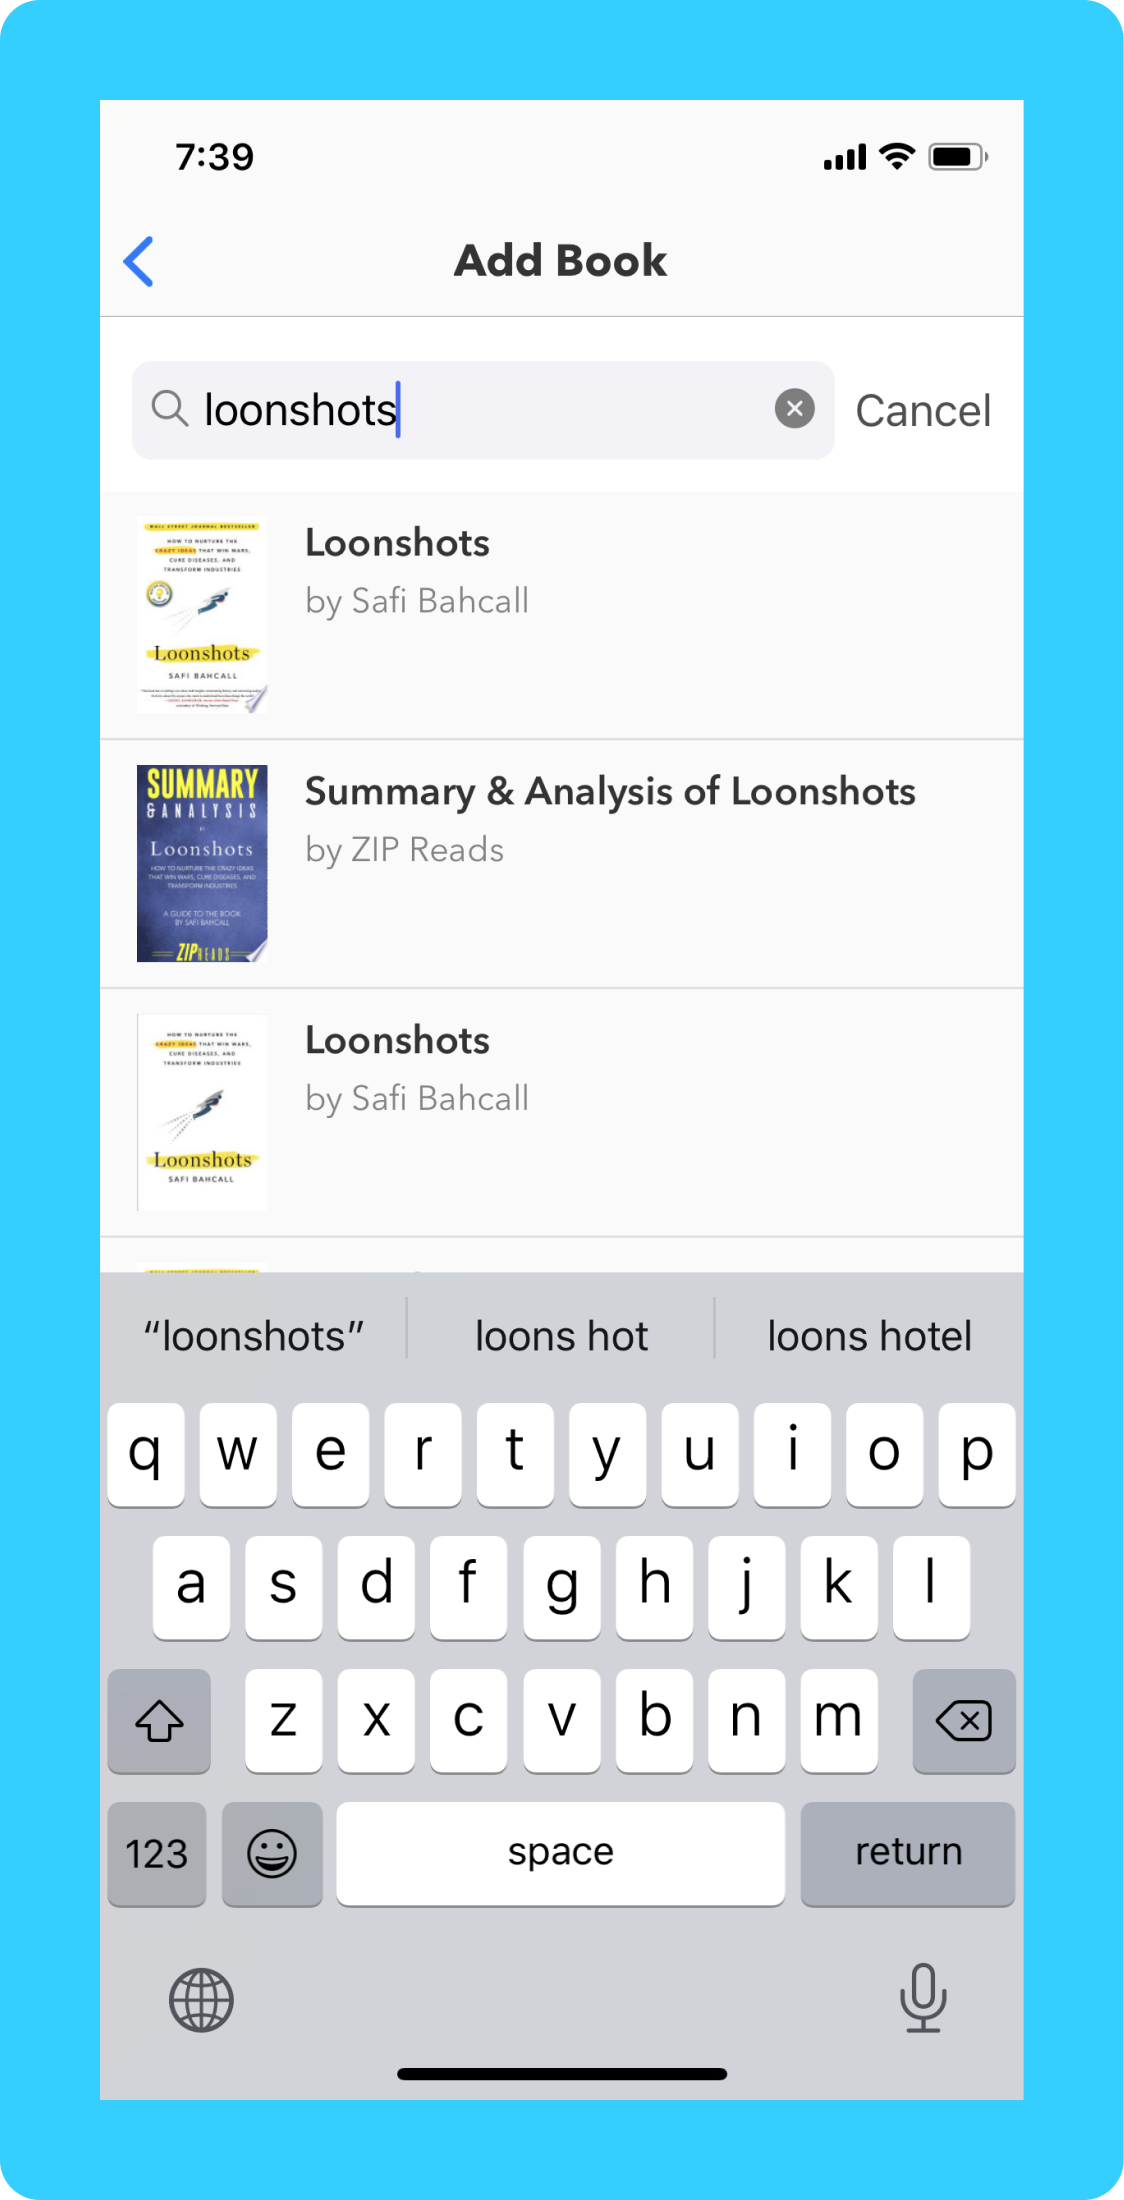 7:39
Add Book
loonshots
Cancel
WALL STREET JOURNAL BESTSELLER
HOW TO NURTURE THE
CRAZY IDEAS THAT WIN WARS,
CURE DISEASES, AND
TRANSFORM INDUSTRIES
Loonshots
SAFI BAHCALL
Loonshots
by Safi Bahcall
SUMMARY
& ANALYSIS
Loonshots
HOW TO NURTURE THE CRAZY IDEAS
THAT WIN WARS, CURE DISEASES, AND
TRANSFORM INDUSTRIES
A GUIDE TO THE BOOK
BY SAFI BAHCALL
ZIPREADS
Summary & Analysis of Loonshots
by ZIP Reads
HOW TO NURTURE THE
CRAZY IDEAS THAT WIN WARS,
CURE DISEASES, AND
TRANSFORM INDUSTRIES
Loonshots
SAFI BAHCALL
Loonshots
by Safi Bahcall
“loonshots” loons hot loons hotel
q w e r t y u i o p
a s d f g h j k l
z x c v b n m
123 space return